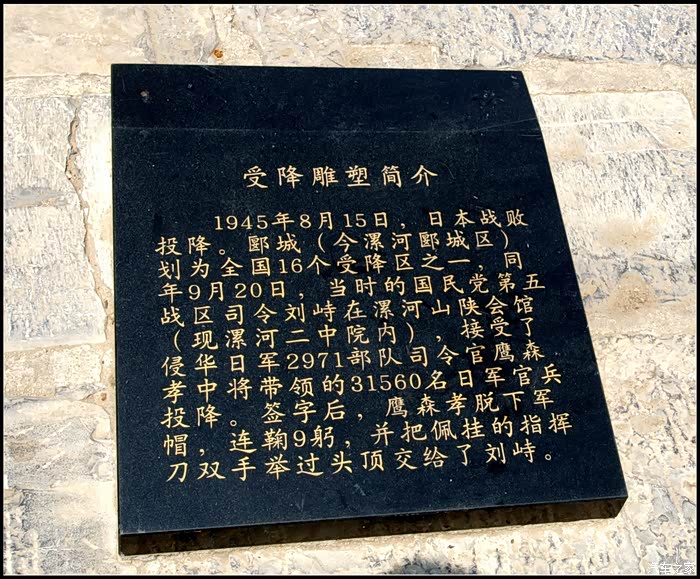 受降雕塑简介
1945年8月15日，日本战败
投降。郾城（今漯河郾城区）
划为全国16个受降区之一，同
年9月20日，当时的国民党第五
战区司令刘峙在漯河山陕会馆
（现漯河二中院内），接受了
侵华日军2971部队司令官鹰森
孝中将带领的31560名日军官兵
投降。签字后，鹰森孝脱下军
帽，连鞠9躬，并把佩挂的指挥
刀双手举过头顶交给了刘峙。
汽车之家